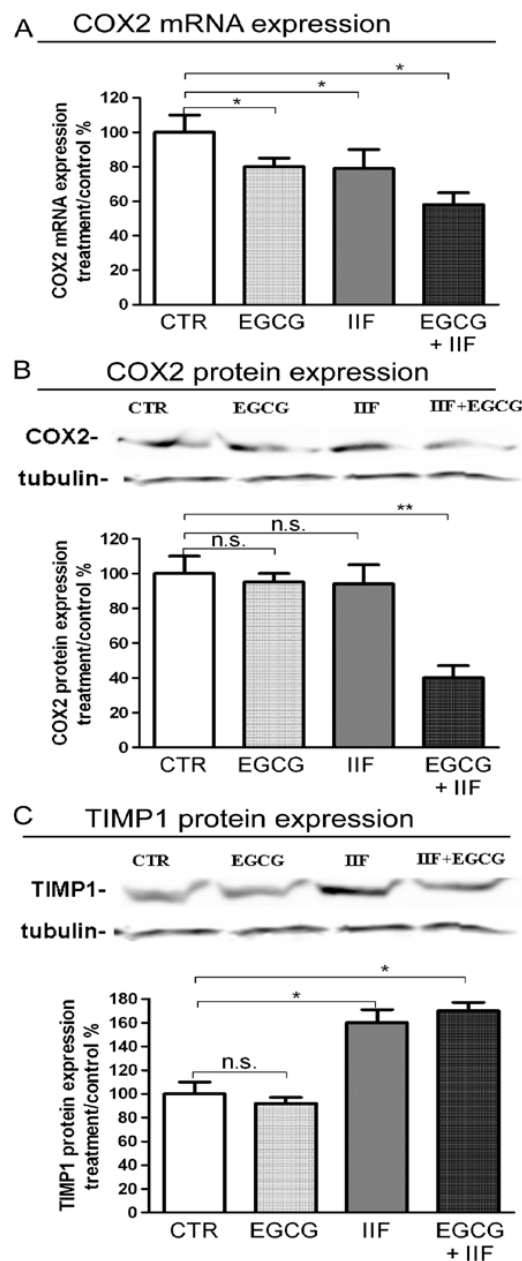 A COX2 mRNA expression
*
*
*
COX2 mRNA expression
treatment/control %
120
100
80
60
40
20
0
CTR EGCG IIF EGCG
+ IIF
B COX2 protein expression
CTR EGCG IIF IIF+EGCG
COX2-
tubulin-
**
n.s.
n.s.
COX2 protein expression
treatment/control %
120
100
80
60
40
20
0
CTR EGCG IIF EGCG
+ IIF
C TIMP1 protein expression
CTR EGCG IIF IIF+EGCG
TIMP1-
tubulin-
*
*
n.s.
TIMP1 protein expression
treatment/control %
180
160
140
120
100
80
60
40
20
0
CTR EGCG IIF EGCG
+ IIF